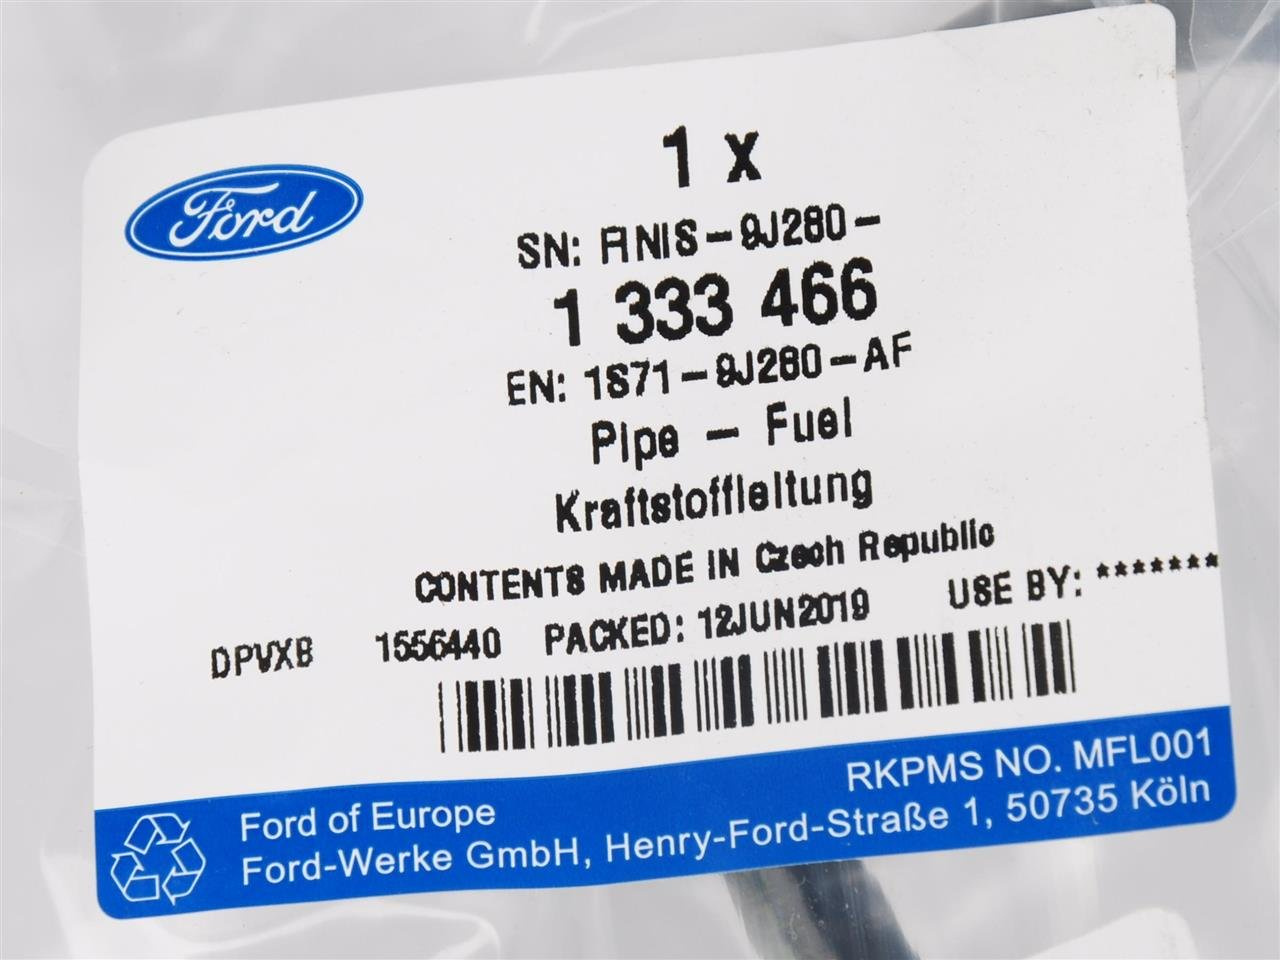 Ford
1 x
SN: FINIS-9J280-
1 333 466
EN: 1S71-9J280-AF
Pipe - Fuel
Kraftstoffleitung
CONTENTS MADE IN Czech Republic
DPVXB 1556440 PACKED: 12JUN2019 USE BY: *******
RKPMS NO. MFL001
Ford of Europe
Ford-Werke GmbH, Henry-Ford-Straße 1, 50735 Köln